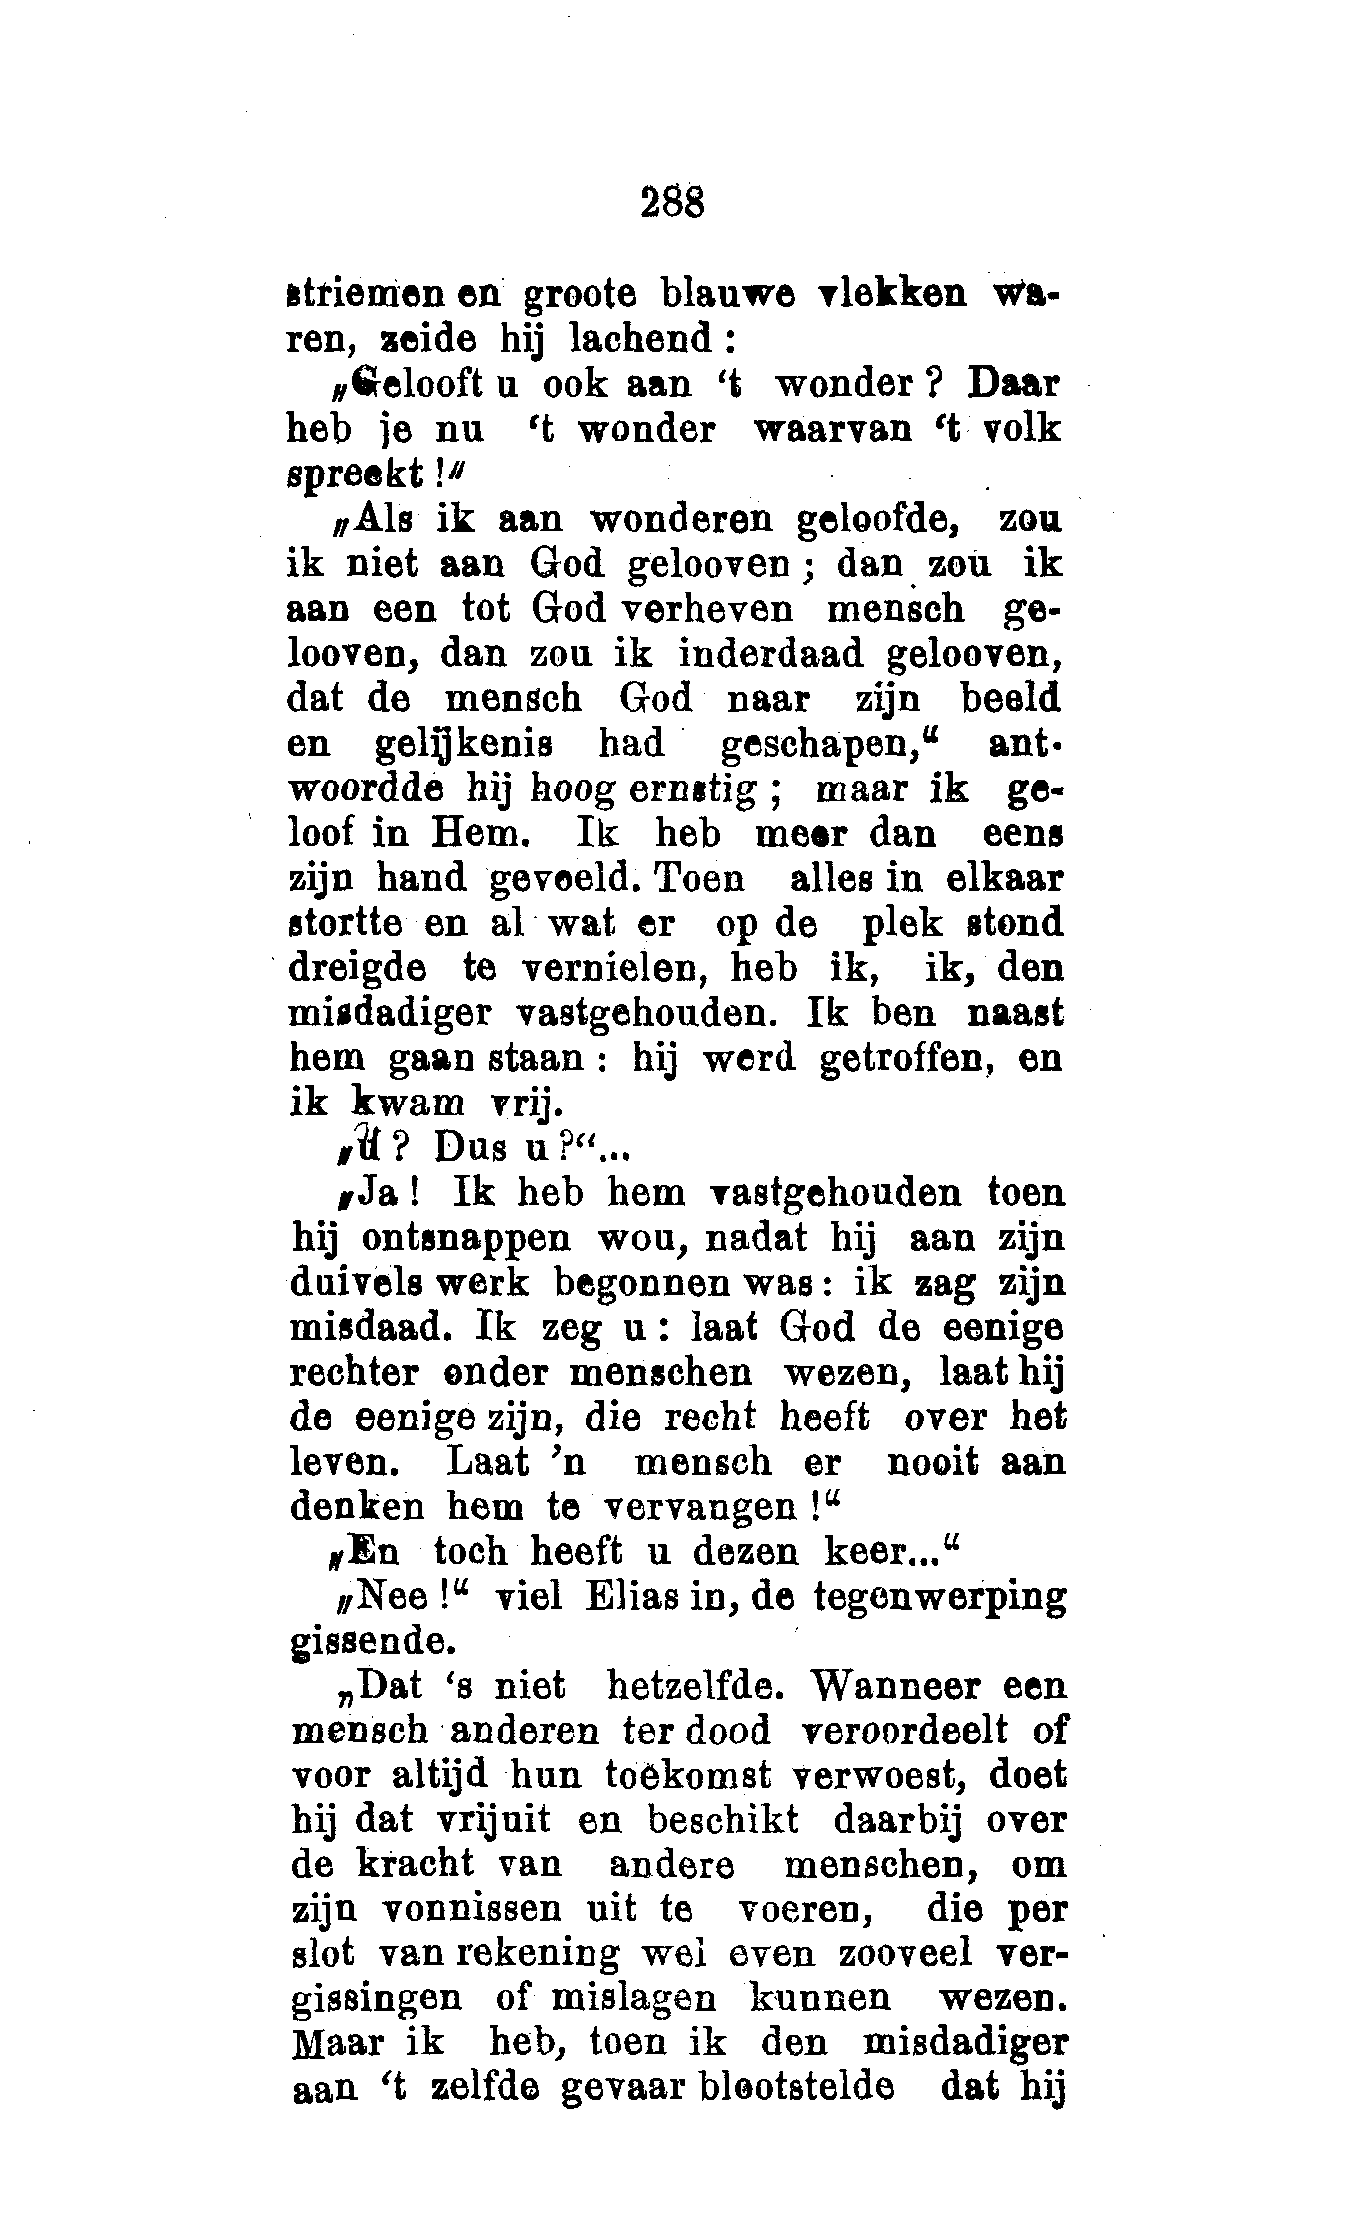 288
striemen en groote blauwe vlekken wa-
ren, zeide hij lachend :
„Gelooft u ook aan ‘t wonder ? Daar
heb je nu ‘t wonder waarvan ‘t volk
spreekt !"
„Als ik aan wonderen geloofde, zou
ik niet aan God gelooven ; dan zou ik
aan een tot God verheven mensch ge-
looven, dan zou ik inderdaad gelooven,
dat de mensch God naar zijn beeld
en gelijkenis had geschapen,“ ant-
woordde hij hoog ernstig ; maar ik ge-
loof in Hem. Ik heb meer dan eens
zijn hand gevoeld. Toen alles in elkaar
stortte en al wat er op de plek stond
dreigde te vernielen, heb ik, ik, den
misdadiger vastgehouden. Ik ben naast
hem gaan staan : hij werd getroffen, en
ik kwam vrij.
„U ? Dus u ?“...
„Ja ! Ik heb hem vastgehouden toen
hij ontsnappen wou, nadat hij aan zijn
duivels werk begonnen was : ik zag zijn
misdaad. Ik zeg u : laat God de eenige
rechter onder menschen wezen, laat hij
de eenige zijn, die recht heeft over het
leven. Laat ’n mensch er nooit aan
denken hem te vervangen !“
„En toch heeft u dezen keer...“
„Nee !“ viel Elias in, de tegenwerping
gissende.
„Dat ‘s niet hetzelfde. Wanneer een
mensch anderen ter dood veroordeelt of
voor altijd hun toekomst verwoest, doet
hij dat vrijuit en beschikt daarbij over
de kracht van andere menschen, om
zijn vonnissen uit te voeren, die per
slot van rekening wel even zooveel ver-
gissingen of mislagen kunnen wezen.
Maar ik heb, toen ik den misdadiger
aan ‘t zelfde gevaar blootstelde dat hij